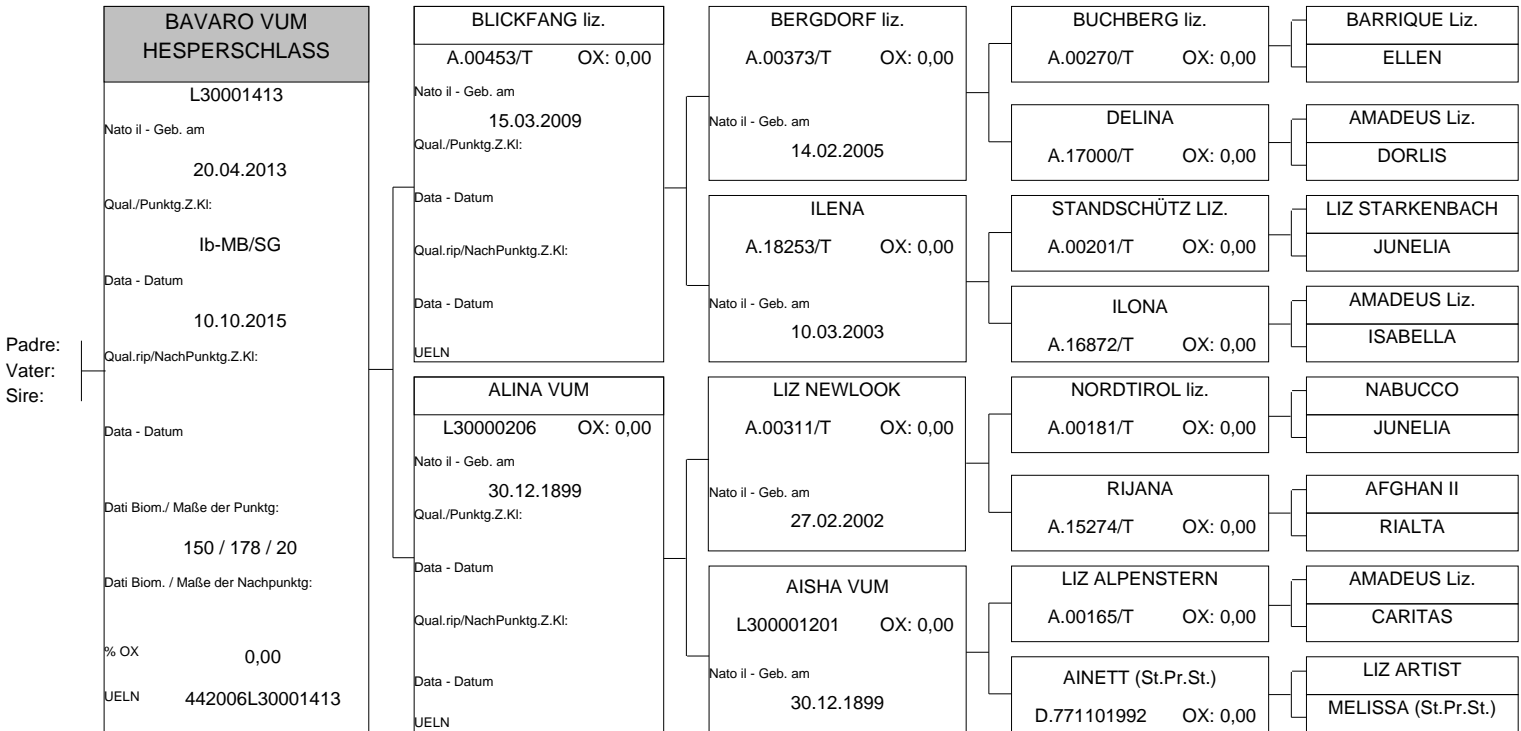 Padre:
Vater:
Sire:
BAVARO VUM
HESPERSCHLASS
L30001413
Nato il - Geb. am
20.04.2013
Qual./Punktg.Z.Kl:
Ib-MB/SG
Data - Datum
10.10.2015
Qual.rip/NachPunktg.Z.Kl:
Data - Datum
Dati Biom./ Maße der Punktg:
150 / 178 / 20
Dati Biom. / Maße der Nachpunktg:
% OX 0,00
UELN 442006L30001413
BLICKFANG liz.
A.00453/T OX: 0,00
Nato il - Geb. am
15.03.2009
Qual./Punktg.Z.Kl:
Data - Datum
Qual.rip/NachPunktg.Z.Kl:
Data - Datum
UELN
ALINA VUM
L30000206 OX: 0,00
Nato il - Geb. am
30.12.1899
Qual./Punktg.Z.Kl:
Data - Datum
Qual.rip/NachPunktg.Z.Kl:
Data - Datum
UELN
BERGDORF liz.
A.00373/T OX: 0,00
Nato il - Geb. am
14.02.2005
ILENA
A.18253/T OX: 0,00
Nato il - Geb. am
10.03.2003
LIZ NEWLOOK
A.00311/T OX: 0,00
Nato il - Geb. am
27.02.2002
AISHA VUM
L300001201 OX: 0,00
Nato il - Geb. am
30.12.1899
BUCHBERG liz.
A.00270/T OX: 0,00
DELINA
A.17000/T OX: 0,00
STANDSCHÜTZ LIZ.
A.00201/T OX: 0,00
ILONA
A.16872/T OX: 0,00
NORDTIROL liz.
A.00181/T OX: 0,00
RIJANA
A.15274/T OX: 0,00
LIZ ALPENSTERN
A.00165/T OX: 0,00
AINETT (St.Pr.St.)
D.771101992 OX: 0,00
BARRIQUE Liz.
ELLEN
AMADEUS Liz.
DORLIS
LIZ STARKENBACH
JUNELIA
AMADEUS Liz.
ISABELLA
NABUCCO
JUNELIA
AFGHAN II
RIALTA
AMADEUS Liz.
CARITAS
LIZ ARTIST
MELISSA (St.Pr.St.)